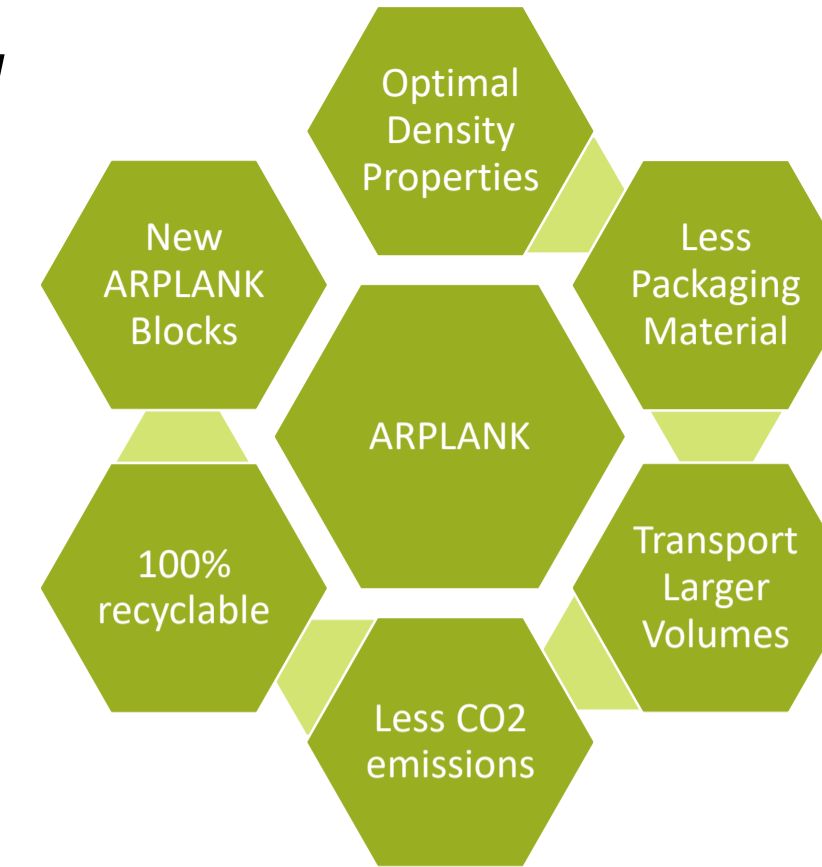 Optimal
Density
Properties
Less
Packaging
Material
Transport
Larger
Volumes
Less CO2
emissions
100%
recyclable
New
ARPLANK
Blocks
ARPLANK